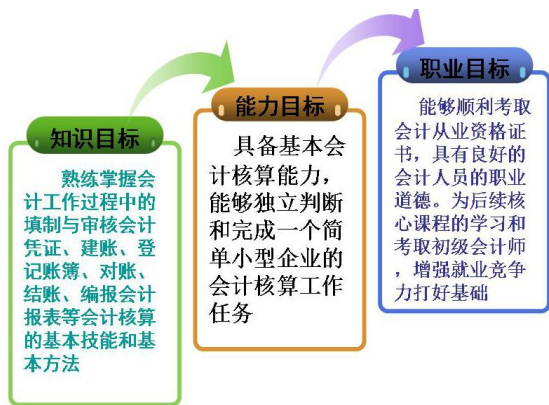 知识目标
熟练掌握会
计工作过程中的
填制与审核会计
凭证、建账、登
记账簿、对账、
结账、编报会计
报表等会计核算
的基本技能和基
本方法
能力目标
具备基本会
计核算能力，
能够独立判断
和完成一个简
单小型企业的
会计核算工作
任务
职业目标
能够顺利考取
会计从业资格证
书，具有良好的
会计人员的职业
道德。为后续核
心课程的学习和
考取初级会计师
，增强就业竞争
力打好基础